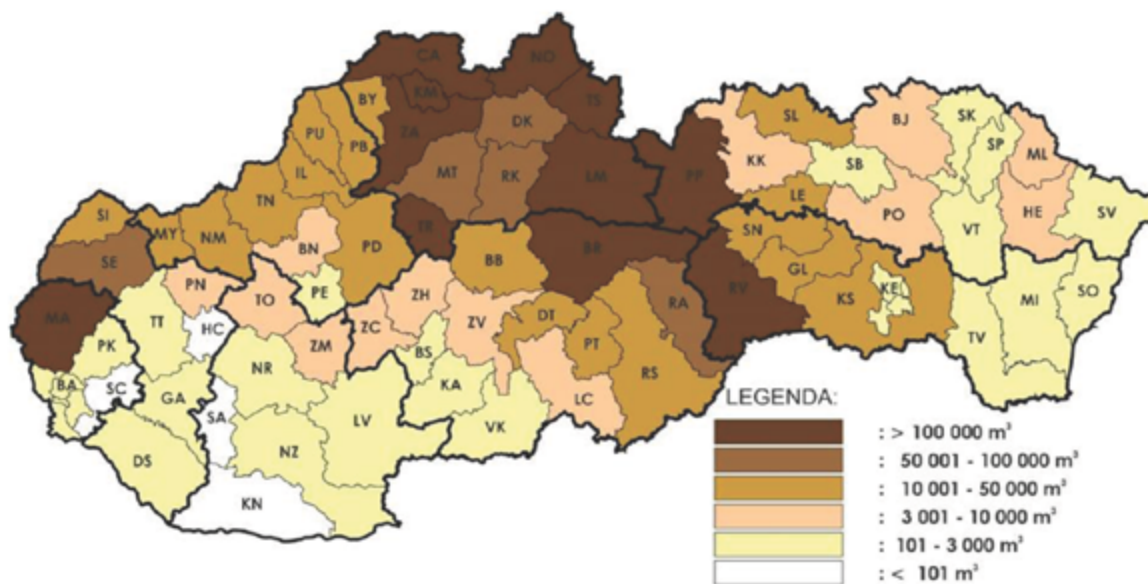 CA
NO
KM
TS
BY
ZA
DK
PU
PB
SL
BJ
SK
SP
ML
KK
SB
IL
MT
RK
LM
PP
LE
PO
HE
SV
SI
TN
TR
SN
VT
MY
NM
BN
PD
BB
BR
SE
GL
KE
PN
PE
ZH
RA
RV
KS
MI
SO
MA
TT
TO
HC
ZC
ZV
DT
PT
TV
PK
ZM
BS
RS
BA
SC
GA
NR
KA
LC
SA
LV
VK
DS
NZ
KN
LEGENDA:
: > 100 000 m³
: 50 001 - 100 000 m³
: 10 001 - 50 000 m³
: 3 001 - 10 000 m³
: 101 - 3 000 m³
: < 101 m³